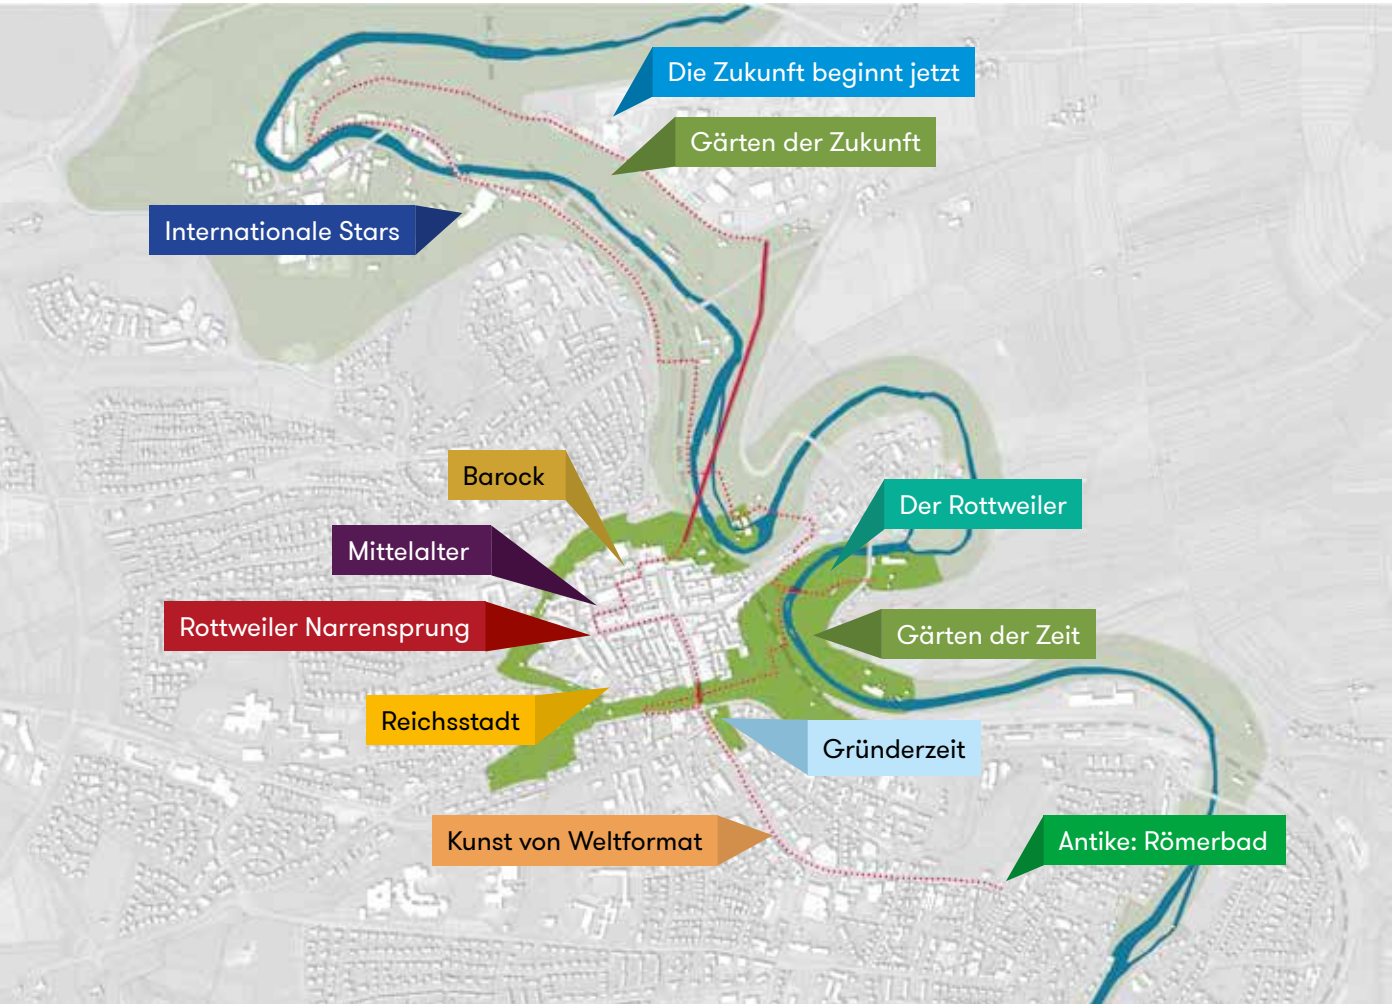 Die Zukunft beginnt jetzt
Gärten der Zukunft
Internationale Stars
Barock
Der Rottweiler
Mittelalter
Rottweiler Narrensprung
Gärten der Zeit
Reichsstadt
Gründerzeit
Kunst von Weltformat
Antike: Römerbad